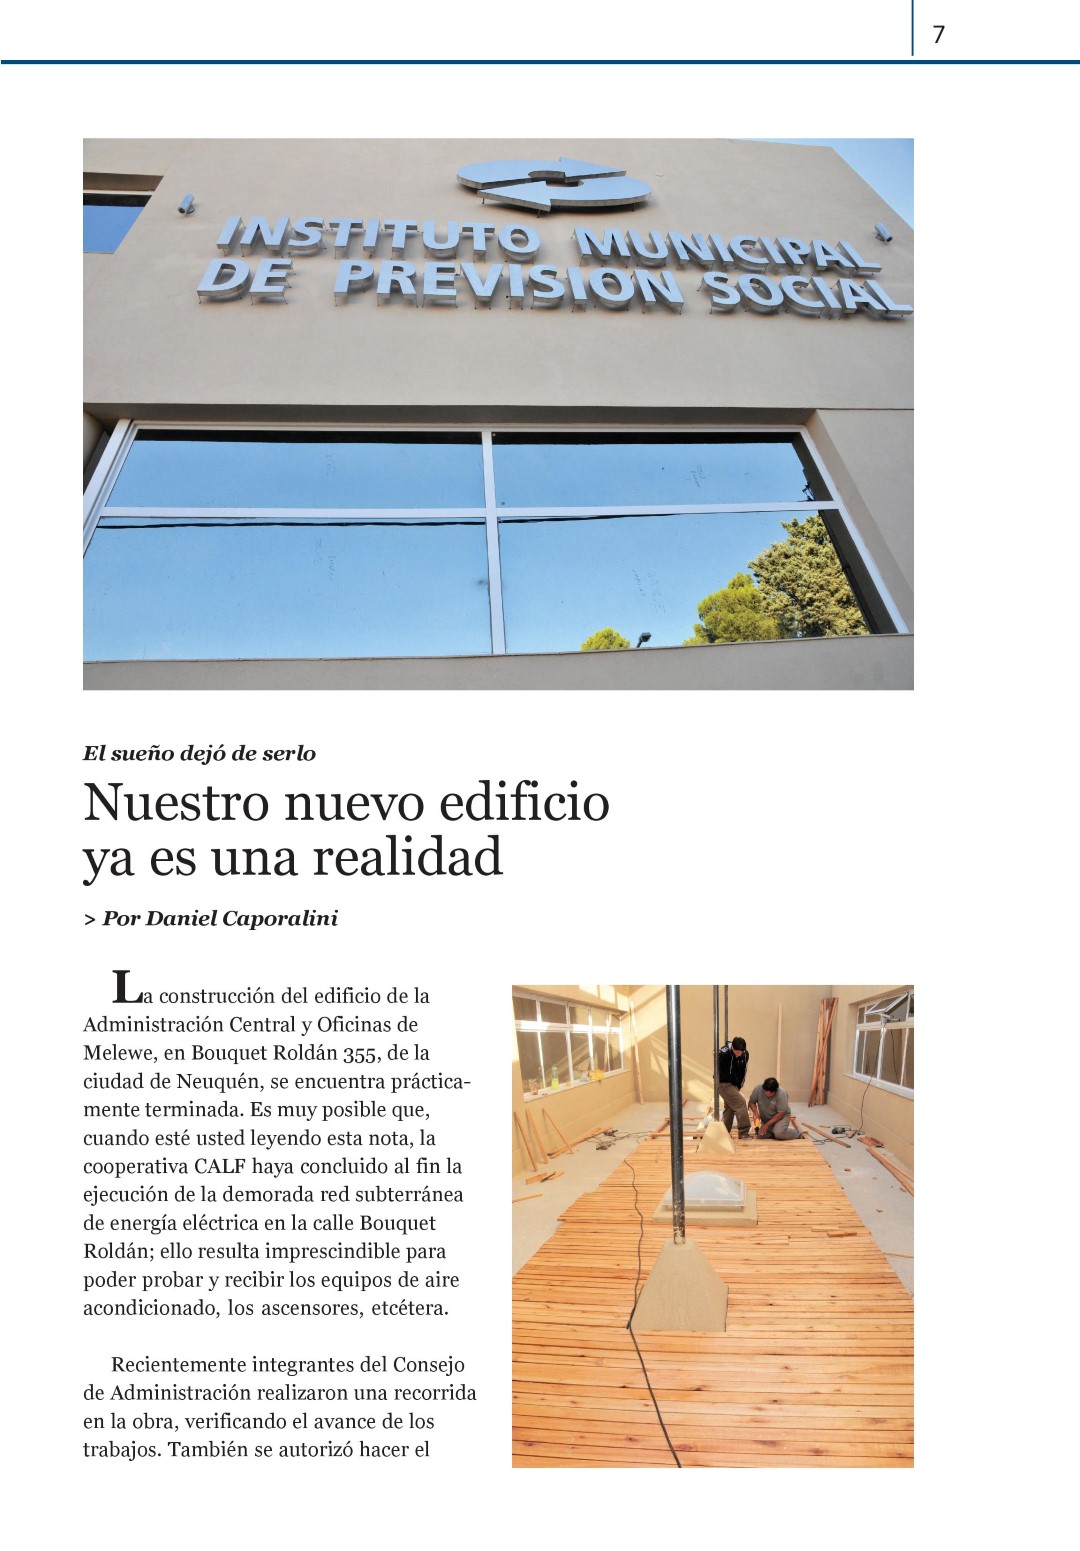 7
INSTITUTO MUNICIPAL
DE PREVISION SOCIAL
El sueño dejó de serlo
Nuestro nuevo edificio
ya es una realidad
> Por Daniel Caporalini
La construcción del edificio de la
Administración Central y Oficinas de
Melewe, en Bouquet Roldán 355, de la
ciudad de Neuquén, se encuentra práctica-
mente terminada. Es muy posible que,
cuando esté usted leyendo esta nota, la
cooperativa CALF haya concluido al fin la
ejecución de la demorada red subterránea
de energía eléctrica en la calle Bouquet
Roldán; ello resulta imprescindible para
poder probar y recibir los equipos de aire
acondicionado, los ascensores, etcétera.
Recientemente integrantes del Consejo
de Administración realizaron una recorrida
en la obra, verificando el avance de los
trabajos. También se autorizó hacer el